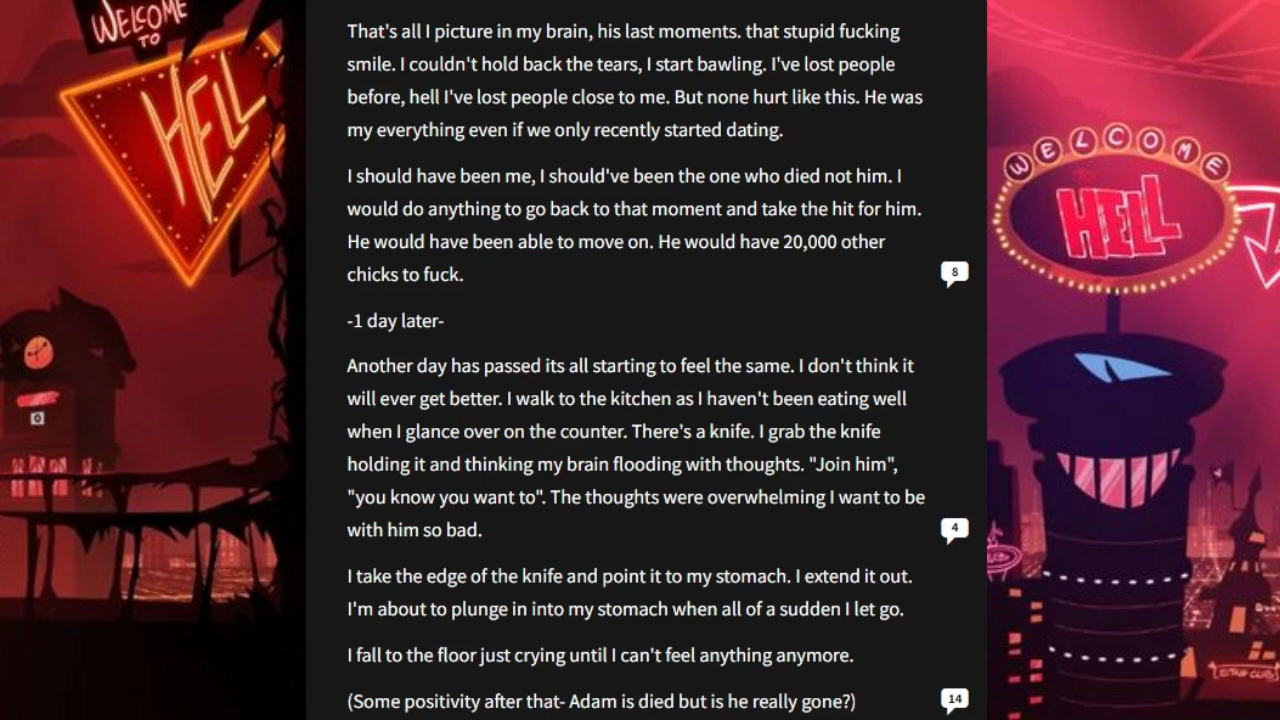 WELCOME
TO
HELL
That's all I picture in my brain, his last moments. that stupid fucking
smile. I couldn't hold back the tears, I start bawling. I've lost people
before, hell I've lost people close to me. But none hurt like this. He was
my everything even if we only recently started dating.
I should have been me, I should've been the one who died not him. I
would do anything to go back to that moment and take the hit for him.
He would have been able to move on. He would have 20,000 other
chicks to fuck.
8
-1 day later-
Another day has passed its all starting to feel the same. I don't think it
will ever get better. I walk to the kitchen as I haven't been eating well
when I glance over on the counter. There's a knife. I grab the knife
holding it and thinking my brain flooding with thoughts. "Join him",
"you know you want to". The thoughts were overwhelming I want to be
with him so bad.
4
I take the edge of the knife and point it to my stomach. I extend it out.
I'm about to plunge in into my stomach when all of a sudden I let go.
I fall to the floor just crying until I can't feel anything anymore.
(Some positivity after that- Adam is died but is he really gone?)
14
WELCOME
TO
HELL